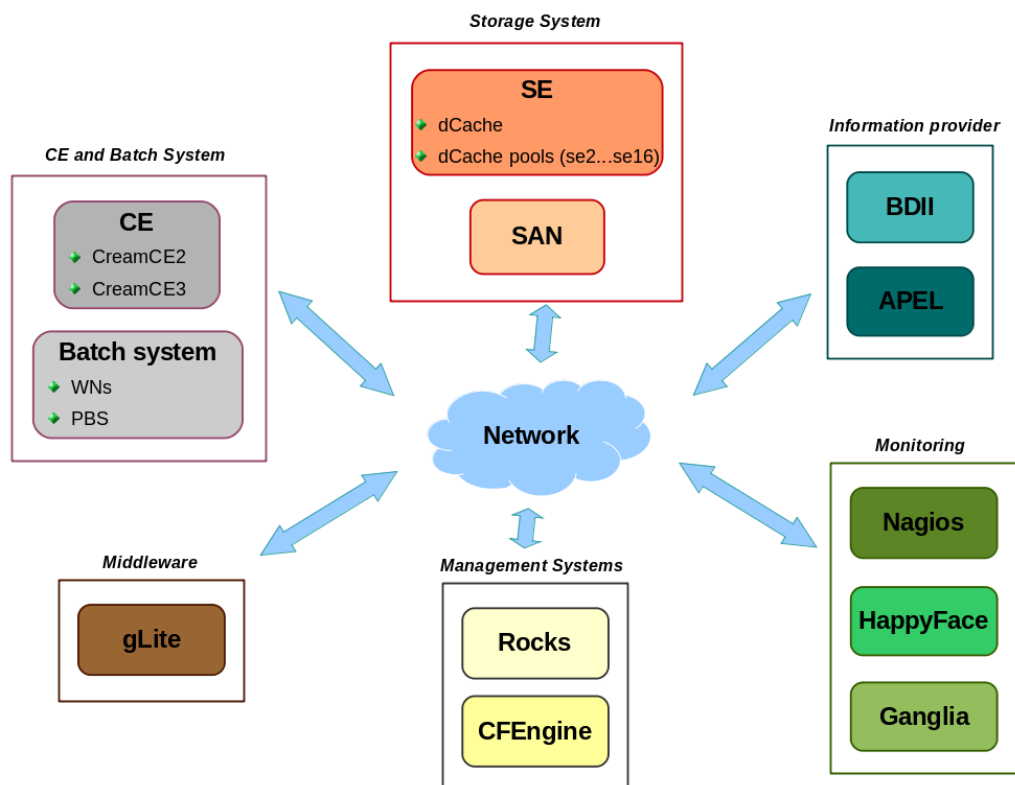 Storage System
SE
dCache
dCache pools (se2...se16)
SAN
CE and Batch System
CE
CreamCE2
CreamCE3
Batch system
WNs
PBS
Information provider
BDII
APEL
Network
Middleware
gLite
Management Systems
Rocks
CFEngine
Monitoring
Nagios
HappyFace
Ganglia